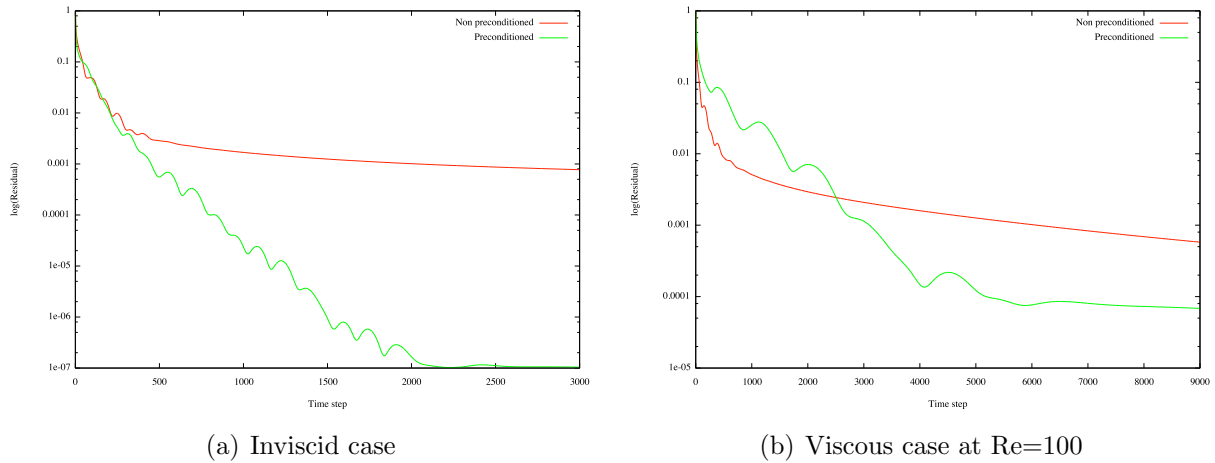 Non preconditioned
Preconditioned
1
0.1
0.01
0.001
0.0001
1e-05
1e-06
1e-07
log(Residual)
0 500 1000 1500 2000 2500 3000
Time step
(a) Inviscid case
Non preconditioned
Preconditioned
1
0.1
0.01
0.001
0.0001
1e-05
log(Residual)
0 1000 2000 3000 4000 5000 6000 7000 8000 9000
Time step
(b) Viscous case at Re=100